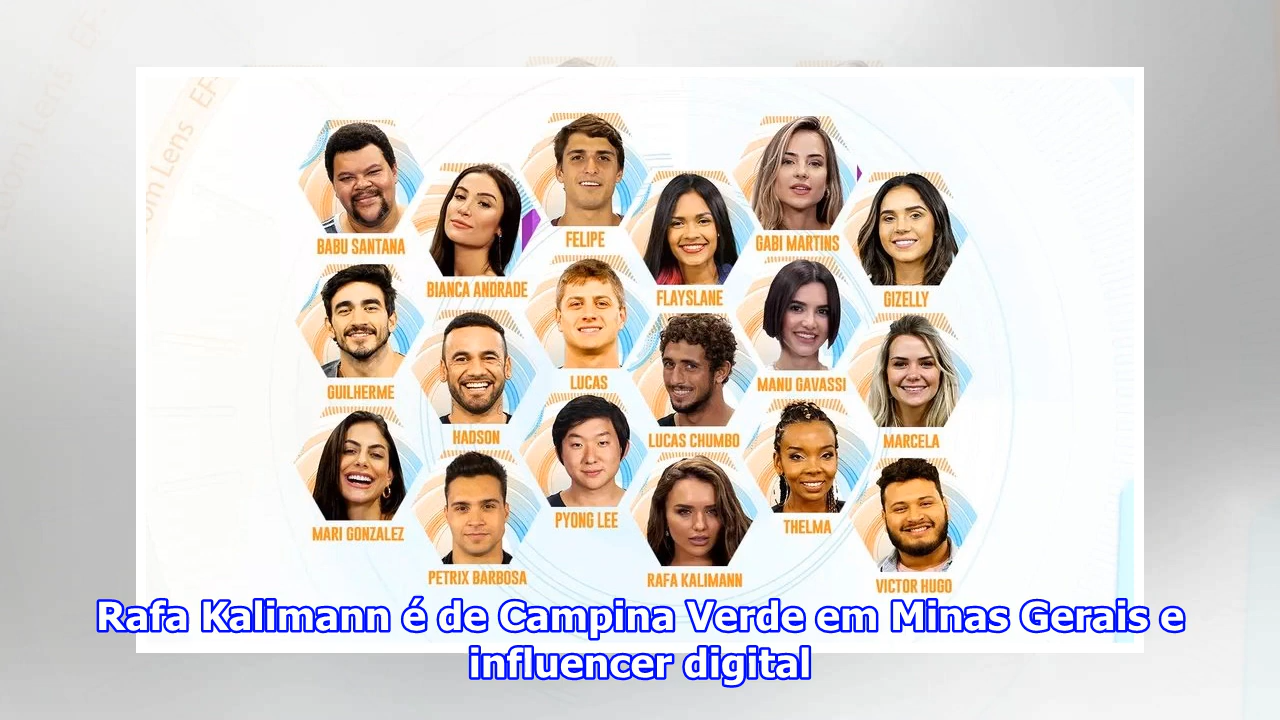 BABU SANTANA
BIANCA ANDRADE
FELIPE
FLAYSLANE
GABI MARTINS
GIZELLY
GUILHERME
HADSON
LUCAS
LUCAS CHUMBO
MANU GAVASSI
MARCELA
MARI GONZALEZ
PETRIX BARBOSA
PYONG LEE
RAFA KALIMANN
THELMA
VICTOR HUGO
Rafa Kalimann é de Campina Verde em Minas Gerais e
influencer digital